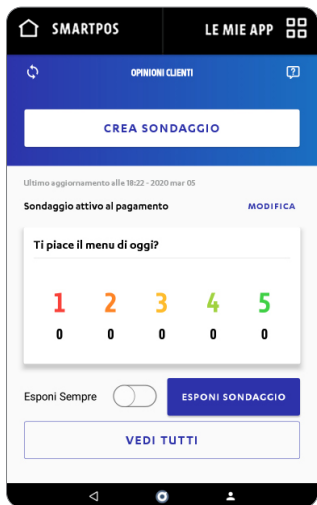 SMARTPOS LE MIE APP
OPINIONI CLIENTI
CREA SONDAGGIO
Ultimo aggiornamento alle 18:22 - 2020 mar 05
Sondaggio attivo al pagamento MODIFICA
Ti piace il menu di oggi?
1 2 3 4 5
0 0 0 0 0
Esponi Sempre ESPONI SONDAGGIO
VEDI TUTTI